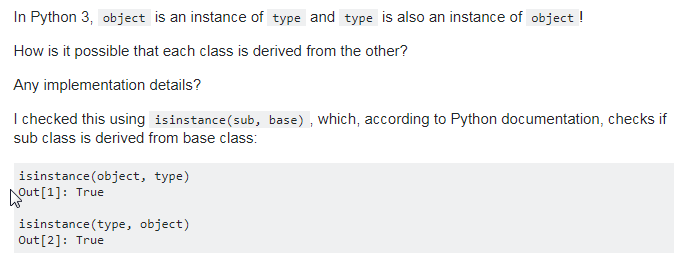 In Python 3, object is an instance of type and type is also an instance of object!
How is it possible that each class is derived from the other?
Any implementation details?
I checked this using isinstance(sub, base), which, according to Python documentation, checks if
sub class is derived from base class:
isinstance(object, type)
Out[1]: True
isinstance(type, object)
Out[2]: True